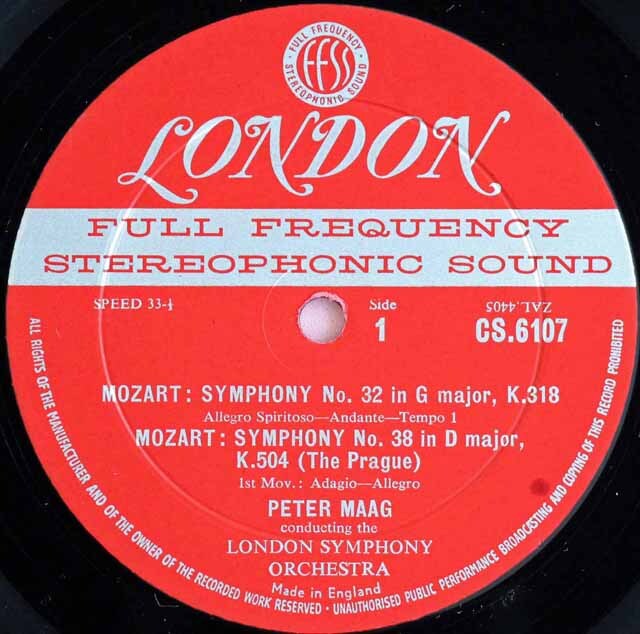 FULL FREQUENCY
STEREOPHONIC SOUND
FFSS
LONDON
FULL FREQUENCY
STEREOPHONIC SOUND
SPEED 33-⅓
Side
1
ZAL.4405
CS.6107
MOZART: SYMPHONY No. 32 in G major, K.318
Allegro Spiritoso—Andante—Tempo 1
MOZART: SYMPHONY No. 38 in D major,
K.504 (The Prague)
1st Mov.: Adagio—Allegro
PETER MAAG
conducting the
LONDON SYMPHONY
ORCHESTRA
Made in England
ALL RIGHTS OF THE MANUFACTURER AND OF THE OWNER OF THE RECORDED WORK RESERVED · UNAUTHORISED PUBLIC PERFORMANCE BROADCASTING AND COPYING OF THIS RECORD PROHIBITED